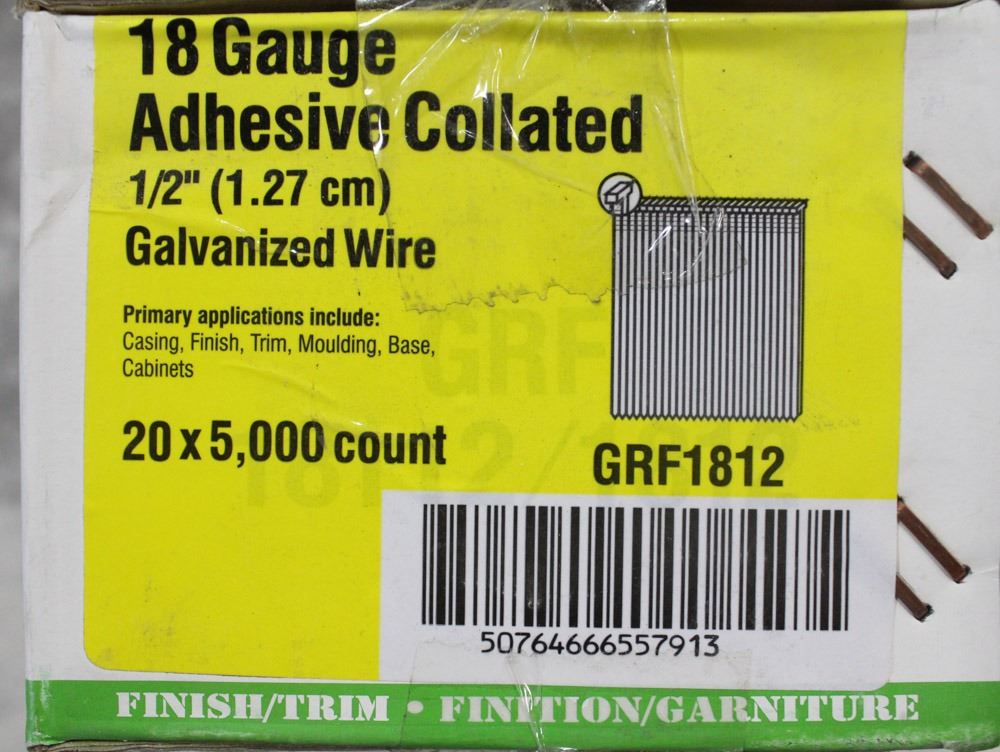 18 Gauge
Adhesive Collated
1/2" (1.27 cm)
Galvanized Wire
Primary applications include:
Casing, Finish, Trim, Moulding, Base,
Cabinets
20 x 5,000 count
GRF1812
50764666557913
FINISH/TRIM • FINITION/GARNITURE